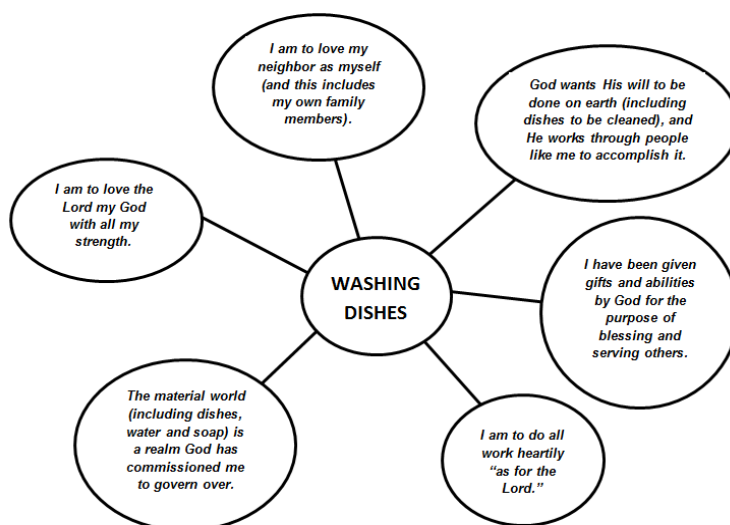 I am to love my
neighbor as myself
(and this includes
my own family
members).
God wants His will to be
done on earth (including
dishes to be cleaned), and
He works through people
like me to accomplish it.
I am to love the
Lord my God
with all my
strength.
WASHING
DISHES
I have been given
gifts and abilities
by God for the
purpose of
blessing and
serving others.
The material world
(including dishes,
water and soap) is
a realm God has
commissioned me
to govern over.
I am to do all
work heartily
“as for the
Lord.”